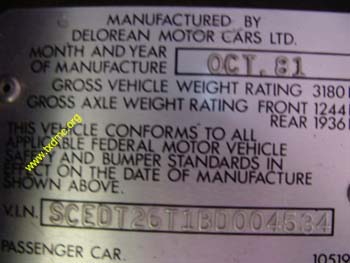 MANUFACTURED BY
DELOREAN MOTOR CARS LTD.
MONTH AND YEAR
OF MANUFACTURE OCT. 81
GROSS VEHICLE WEIGHT RATING 3180
GROSS AXLE WEIGHT RATING FRONT 1244
REAR 1936
THIS VEHICLE CONFORMS TO ALL
APPLICABLE FEDERAL MOTOR VEHICLE
SAFETY AND BUMPER STANDARDS IN
EFFECT ON THE DATE OF MANUFACTURE
SHOWN ABOVE.
V.I.N. SCEDT26T1BD004534
PASSENGER CAR. 10519
www.txdmc.org